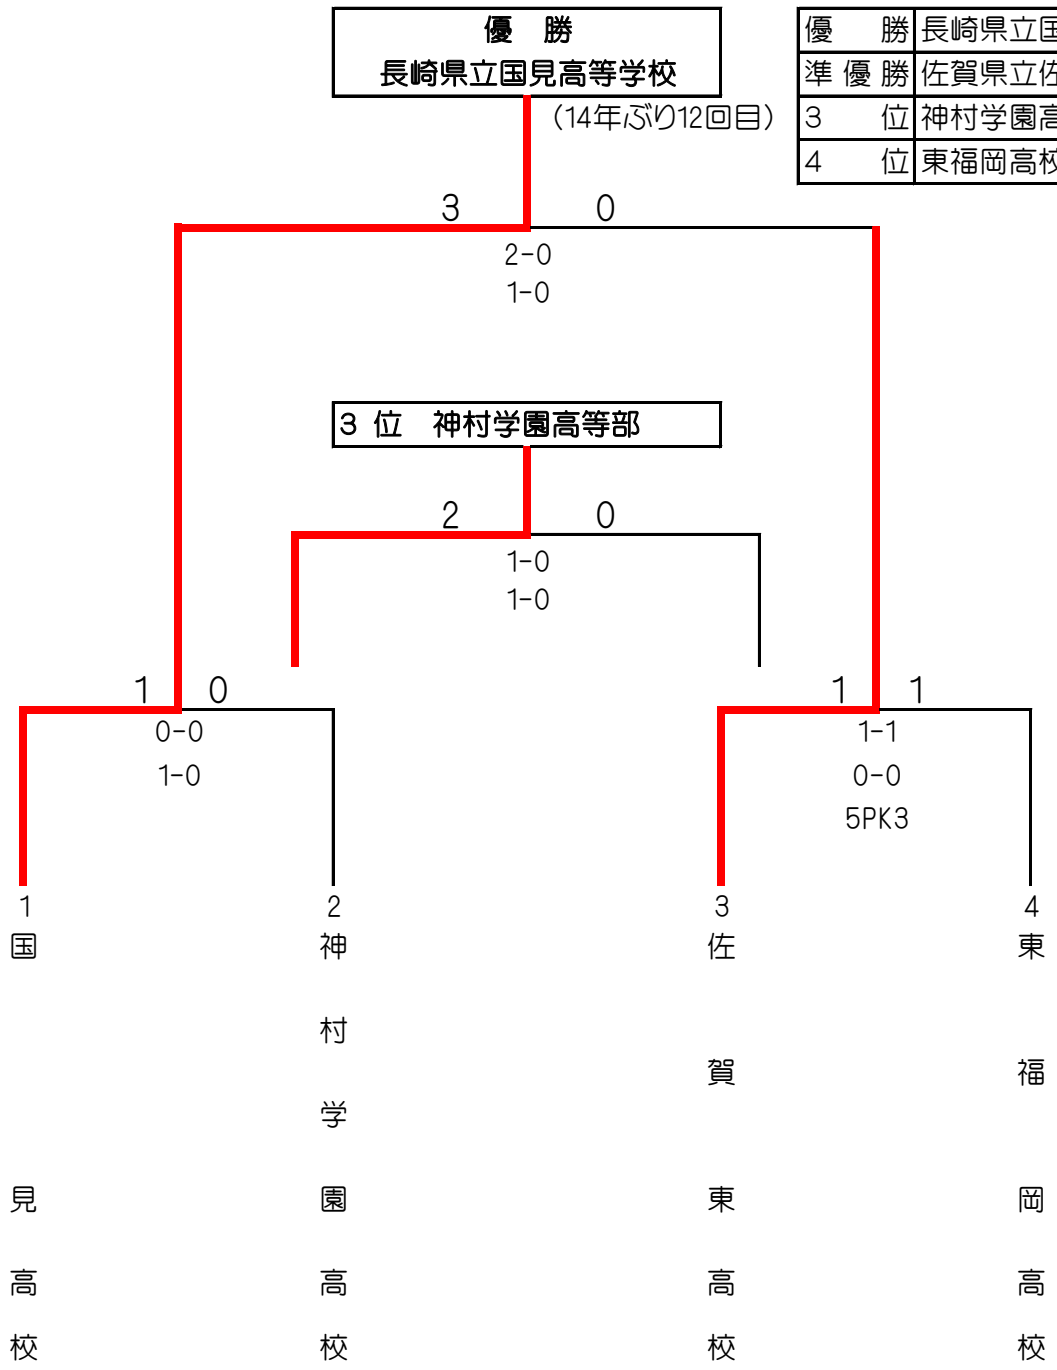 優　勝
長崎県立国見高等学校
(14年ぶり12回目)
優　勝 長崎県立国
準優勝 佐賀県立佐
3　位 神村学園高
4　位 東福岡高校
3 0
2-0
1-0
3 位　神村学園高等部
2 0
1-0
1-0
1 0
0-0
1-0
1 1
1-1
0-0
5PK3
1
国見高校
2
神村学園高校
3
佐賀東高校
4
東福岡高校